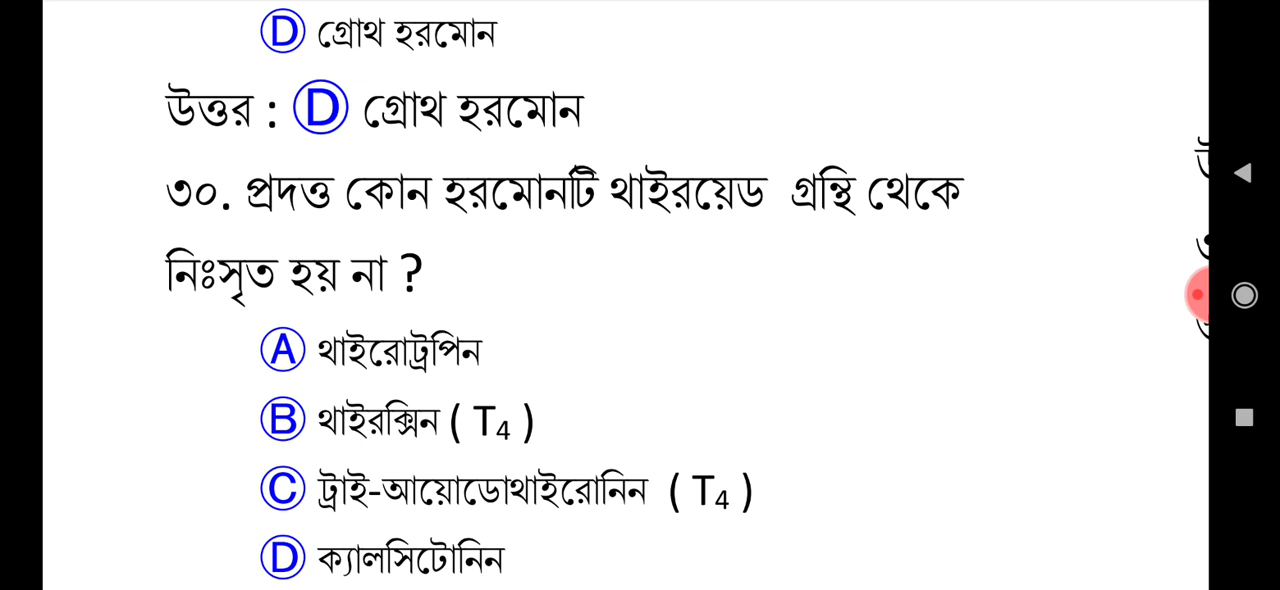 Ⓓ গ্রোথ হরমোন
উত্তর : Ⓓ গ্রোথ হরমোন
৩০. প্রদত্ত কোন হরমোনটি থাইরয়েড গ্রন্থি থেকে
নিঃসৃত হয় না ?
Ⓐ থাইরোট্রপিন
Ⓑ থাইরক্সিন ( T₄ )
Ⓒ ট্রাই-আয়োডোথাইরোনিন ( T₄ )
Ⓓ ক্যালসিটোনিন